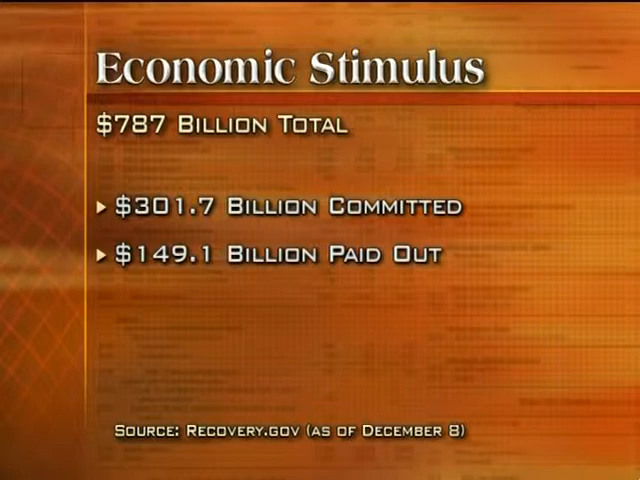 Economic Stimulus
$787 Billion Total
$301.7 Billion Committed
$149.1 Billion Paid Out
Source: Recovery.gov (as of December 8)